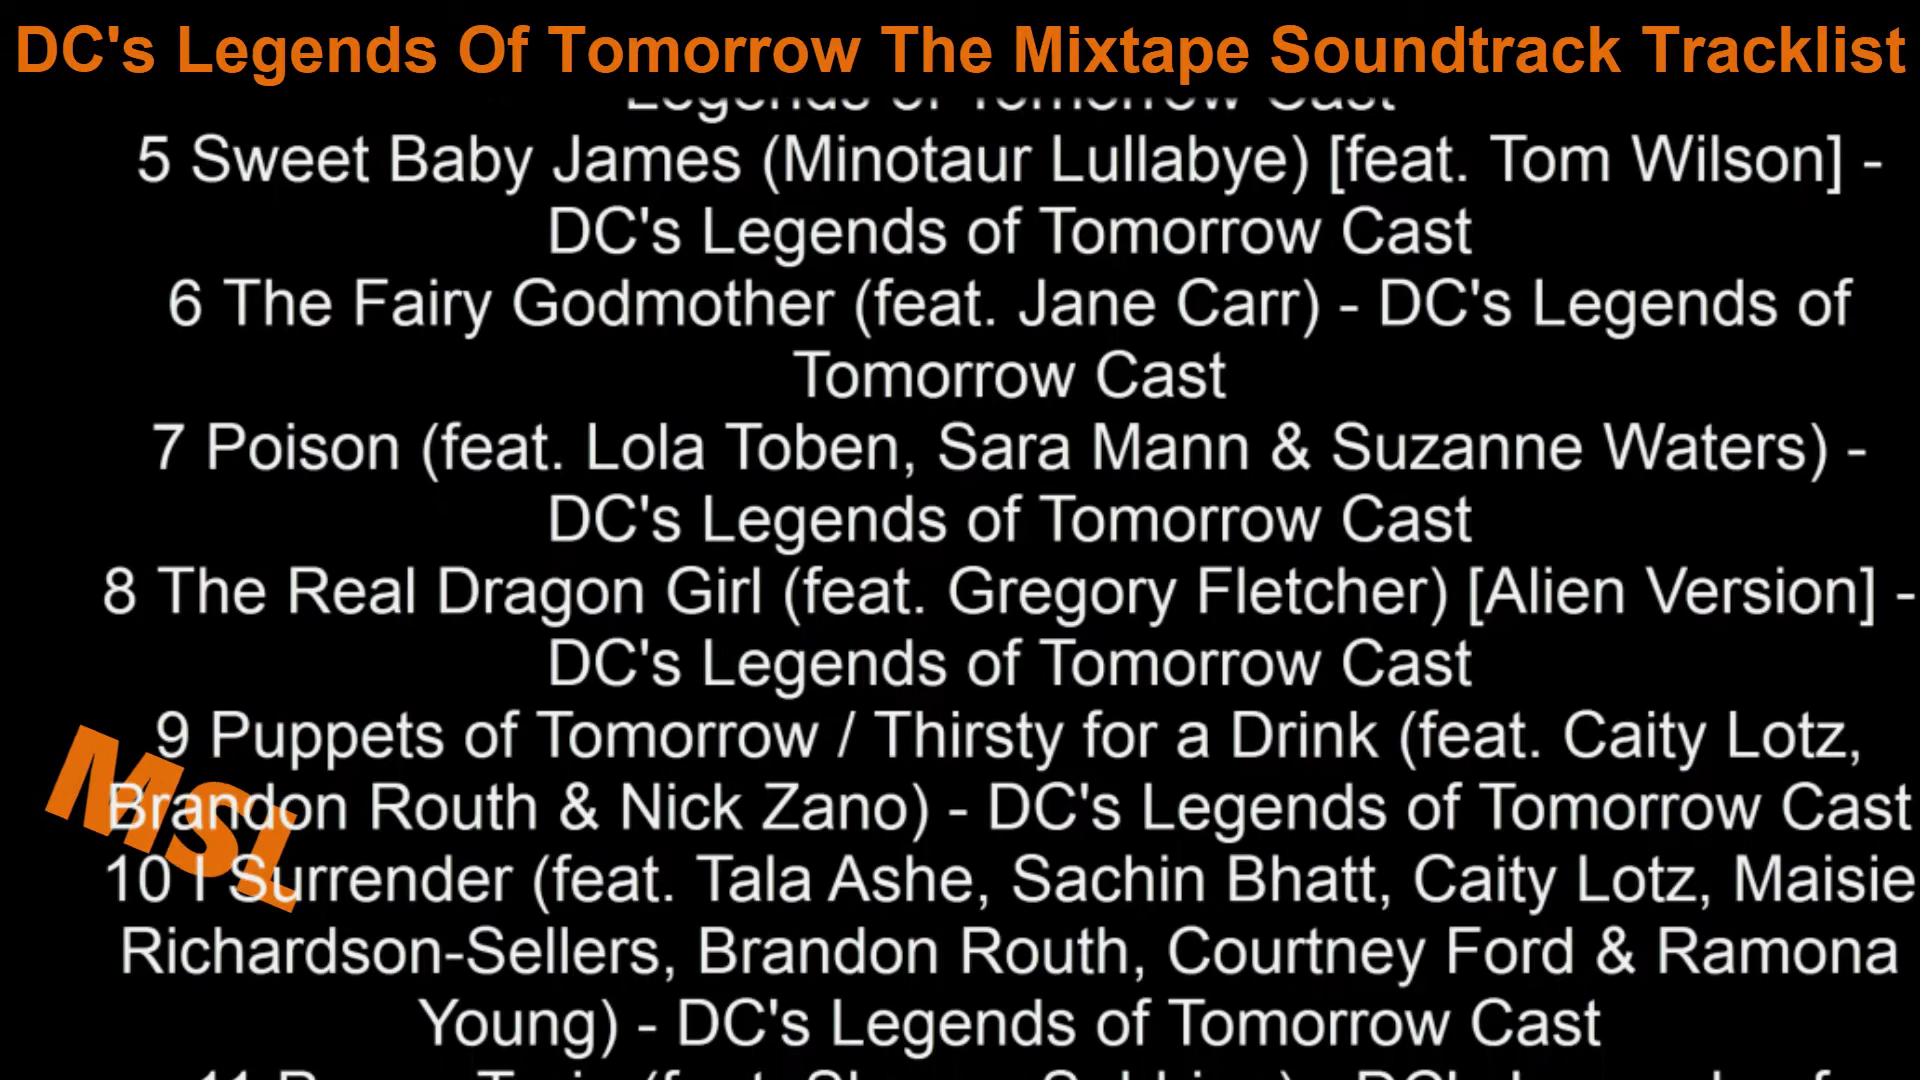 DC's Legends Of Tomorrow The Mixtape Soundtrack Tracklist
Legends of Tomorrow Cast
5 Sweet Baby James (Minotaur Lullabye) [feat. Tom Wilson] -
DC's Legends of Tomorrow Cast
6 The Fairy Godmother (feat. Jane Carr) - DC's Legends of
Tomorrow Cast
7 Poison (feat. Lola Toben, Sara Mann & Suzanne Waters) -
DC's Legends of Tomorrow Cast
8 The Real Dragon Girl (feat. Gregory Fletcher) [Alien Version] -
DC's Legends of Tomorrow Cast
9 Puppets of Tomorrow / Thirsty for a Drink (feat. Caity Lotz,
Brandon Routh & Nick Zano) - DC's Legends of Tomorrow Cast
10 I Surrender (feat. Tala Ashe, Sachin Bhatt, Caity Lotz, Maisie
Richardson-Sellers, Brandon Routh, Courtney Ford & Ramona
Young) - DC's Legends of Tomorrow Cast
MSL